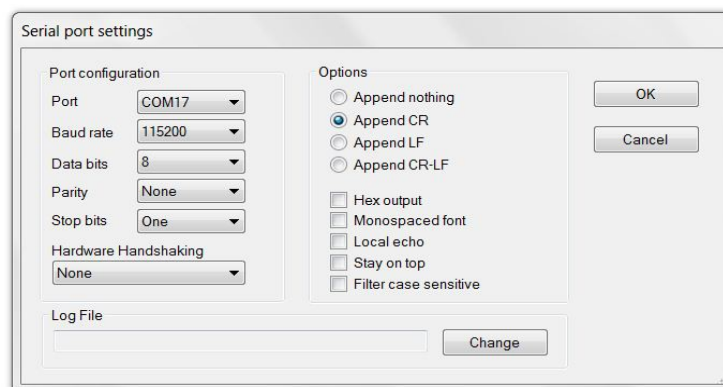 Serial port settings
Port configuration
Port COM17
Baud rate 115200
Data bits 8
Parity None
Stop bits One
Hardware Handshaking
None
Options
Append nothing
Append CR
Append LF
Append CR-LF
Hex output
Monospaced font
Local echo
Stay on top
Filter case sensitive
OK
Cancel
Log File
Change